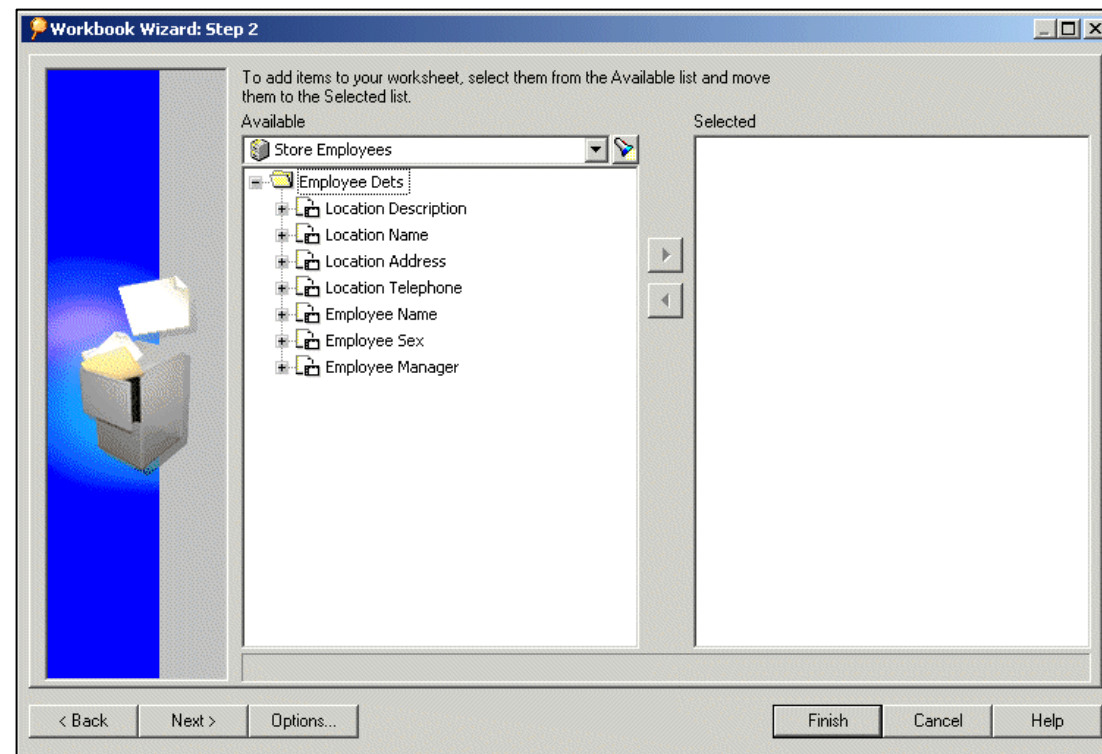 Workbook Wizard: Step 2
To add items to your worksheet, select them from the Available list and move
them to the Selected list.
Available
Selected
Store Employees
Employee Dets
Location Description
Location Name
Location Address
Location Telephone
Employee Name
Employee Sex
Employee Manager
< Back
Next >
Options...
Finish
Cancel
Help